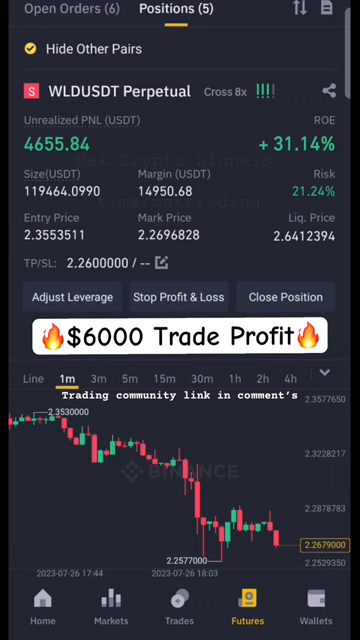 Open Orders (6) Positions (5)
Hide Other Pairs
S WLDUSDT Perpetual Cross 8x
Unrealized PNL (USDT) ROE
4655.84 + 31.14%
Mak Crypto Signals
Size(USDT) Margin (USDT) Risk
119464.0990 14950.68 21.24%
t.me/maktrading
Entry Price Mark Price Liq. Price
2.3553511 2.2696828 2.6412394
TP/SL: 2.2600000 / --
Adjust Leverage Stop Profit & Loss Close Position
🔥$6000 Trade Profit🔥
Line 1m 3m 5m 15m 30m 1h 2h 4h
Trading community link in comment's
2.3577650
2.3530000
2.3228217
BINANCE
2.2878783
2.2679000
2.2577000
2.2529350
2023-07-26 17:44 2023-07-26 18:03
Home Markets Trades Futures Wallets